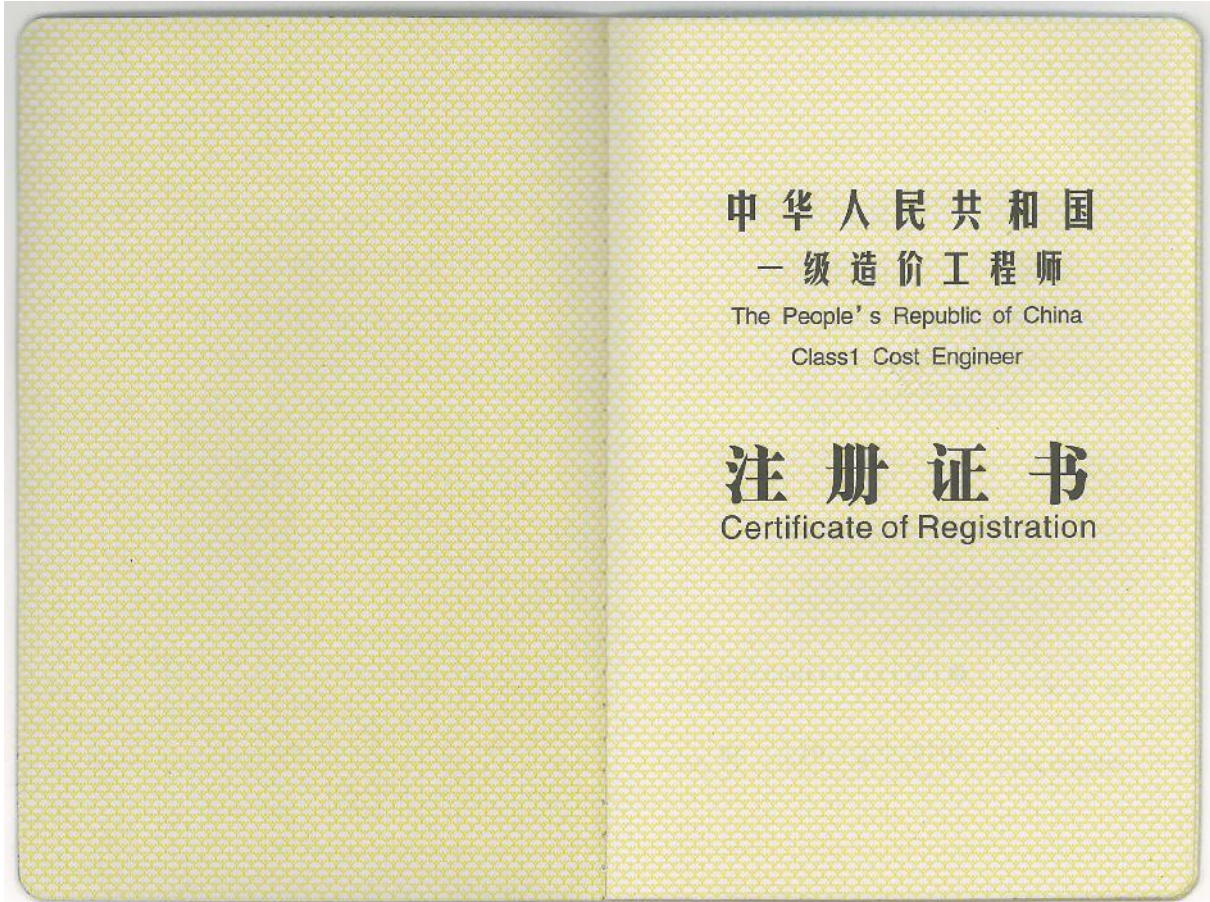 中华人民共和国
一级造价工程师
The People's Republic of China
Class1 Cost Engineer
注册证书
Certificate of Registration